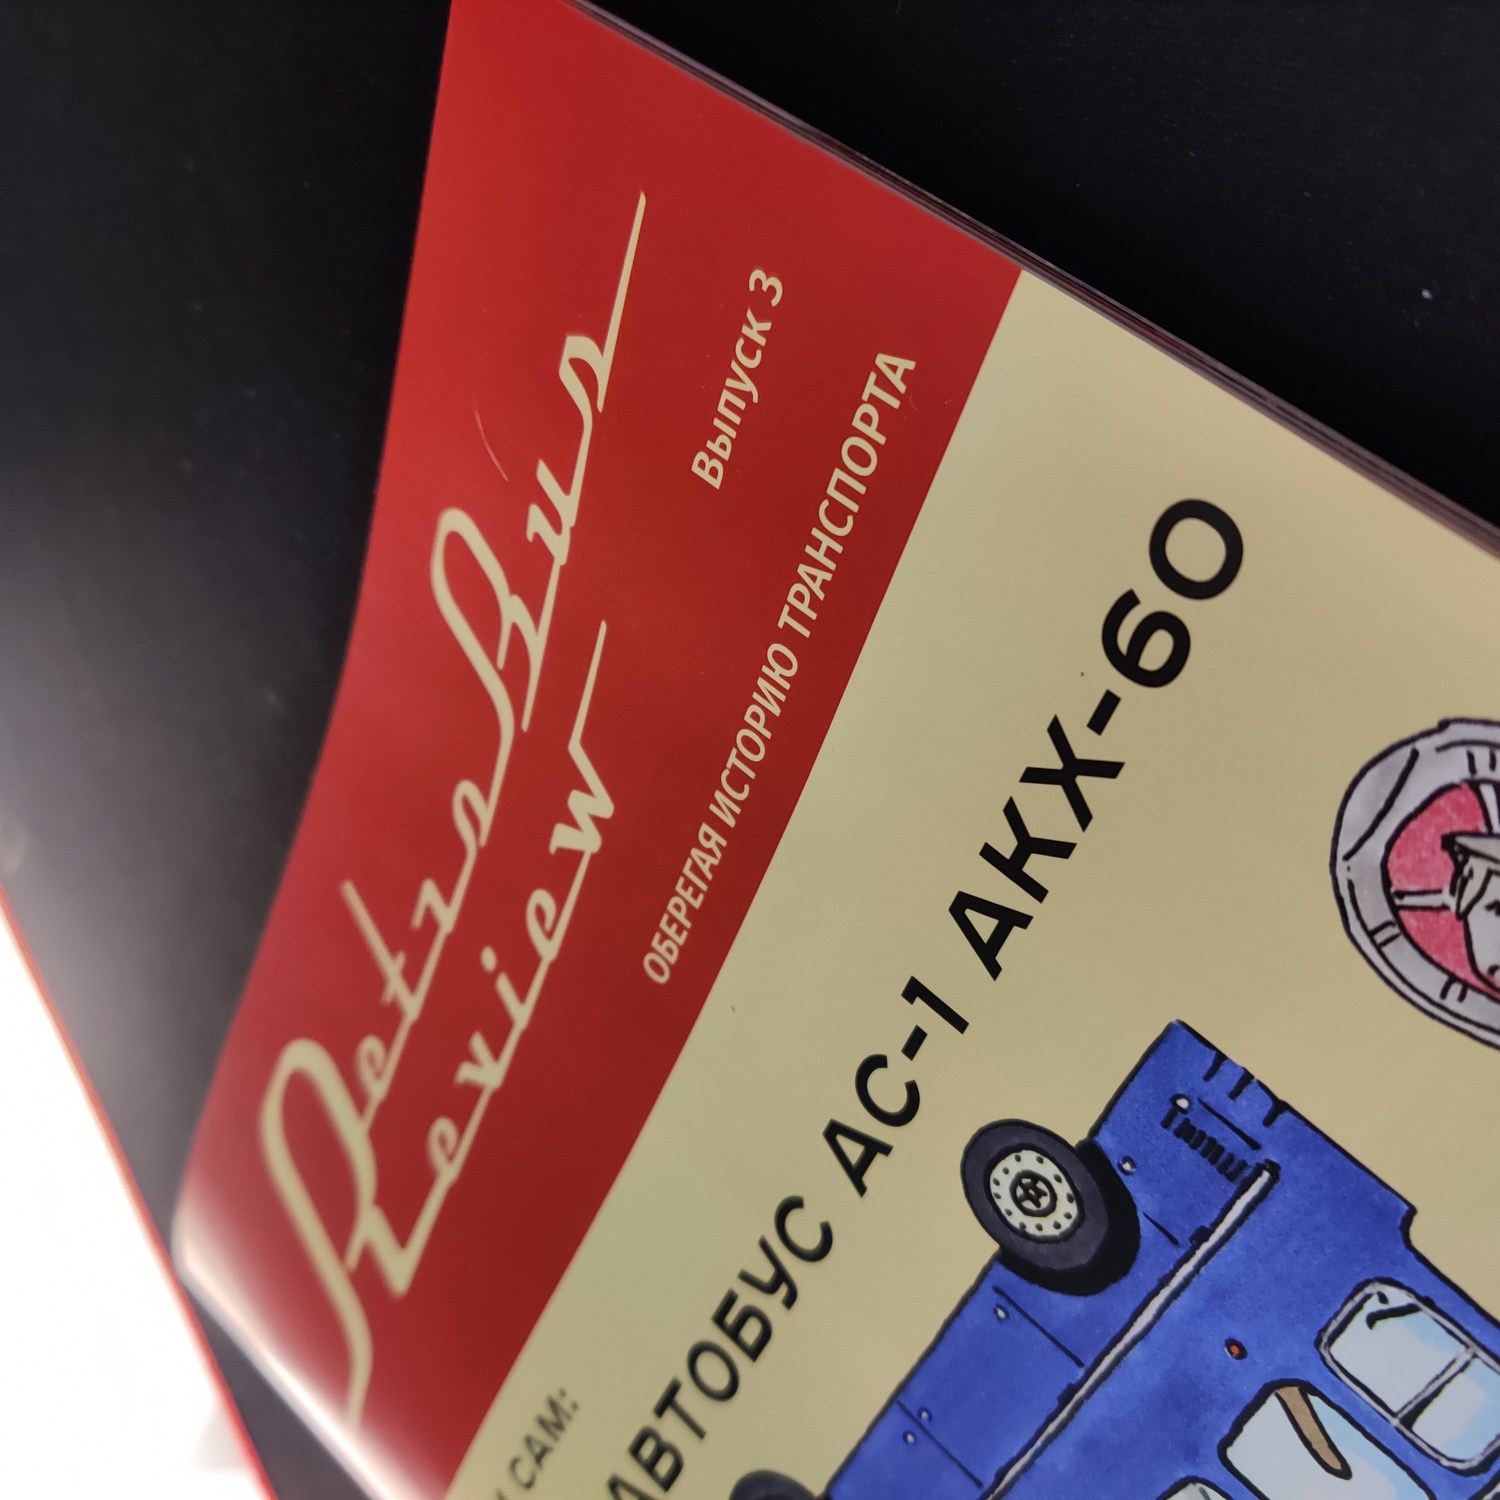 RetroBus
Review
Выпуск 3
ОБЕРЕГАЯ ИСТОРИЮ ТРАНСПОРТА
САМ:
АВТОБУС АС-1 АКХ-60